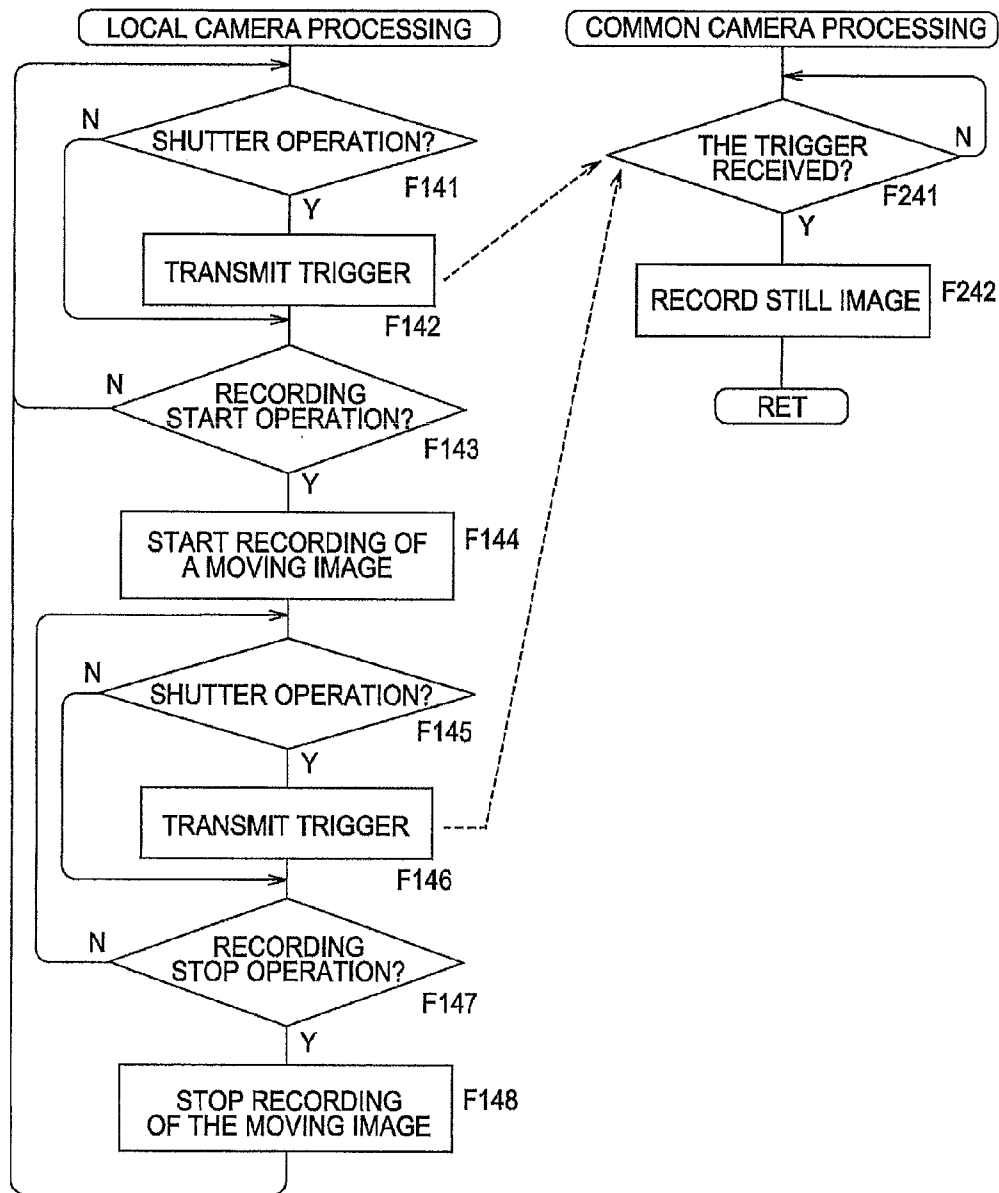 LOCAL CAMERA PROCESSING
N
SHUTTER OPERATION?
F141
Y
TRANSMIT TRIGGER
F142
N
RECORDING
START OPERATION?
F143
Y
START RECORDING OF
A MOVING IMAGE
F144
N
SHUTTER OPERATION?
F145
Y
TRANSMIT TRIGGER
F146
N
RECORDING
STOP OPERATION?
F147
Y
STOP RECORDING
OF THE MOVING IMAGE
F148
COMMON CAMERA PROCESSING
THE TRIGGER
RECEIVED?
N
F241
Y
RECORD STILL IMAGE
F242
RET